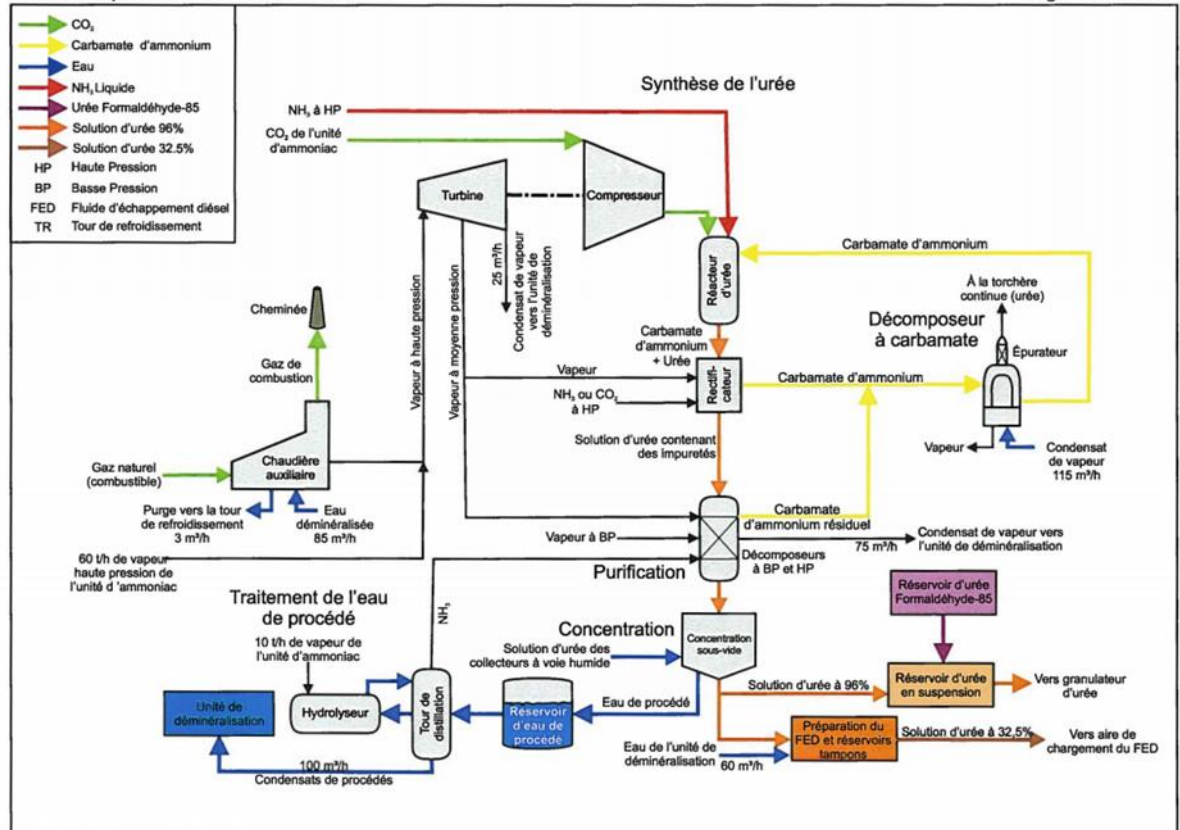 CO₂
Carbamate d'ammonium
Eau
NH₃ Liquide
Urée Formaldéhyde-85
Solution d'urée 96%
Solution d'urée 32.5%
HP Haute Pression
BP Basse Pression
FED Fluide d'échappement diésel
TR Tour de refroidissement
Synthèse de l'urée
NH₃ à HP
CO₂ de l'unité
d'ammoniac
Turbine
Compresseur
25 m³/h
Condensat de vapeur
vers l'unité de
déminéralisation
Réacteur
d'urée
Carbamate d'ammonium
À la torchère
continue (urée)
Décomposeur
à carbamate
Épurateur
Cheminée
Gaz de
combustion
Vapeur à haute pression
Vapeur à moyenne pression
Carbamate
d'ammonium
+ Urée
Vapeur
NH₃ ou CO₂
à HP
Rectifi-
cateur
Carbamate d'ammonium
Vapeur
Condensat
de vapeur
115 m³/h
Solution d'urée contenant
des impuretés
Gaz naturel
(combustible)
Chaudière
auxiliaire
Purge vers la tour
de refroidissement
3 m³/h
Eau
déminéralisée
85 m³/h
60 t/h de vapeur
haute pression de
l'unité d 'ammoniac
Vapeur à BP
Carbamate
d'ammonium résiduel
75 m³/h
Condensat de vapeur vers
l'unité de déminéralisation
Décomposeurs
à BP et HP
Purification
Traitement de l'eau
de procédé
NH₃
10 t/h de vapeur de
l'unité d'ammoniac
Concentration
Solution d'urée des
collecteurs à voie humide
Concentration
sous-vide
Réservoir d'urée
Formaldéhyde-85
Unité de
déminéralisation
Hydrolyseur
Tour de
distillation
Réservoir
d'eau de
procédé
Eau de procédé
Solution d'urée à 96%
Réservoir d'urée
en suspension
Vers granulateur
d'urée
100 m³/h
Condensats de procédés
Eau de l'unité de
déminéralisation
60 m³/h
Préparation du
FED et réservoirs
tampons
Solution d'urée à 32,5%
Vers aire de
chargement du FED